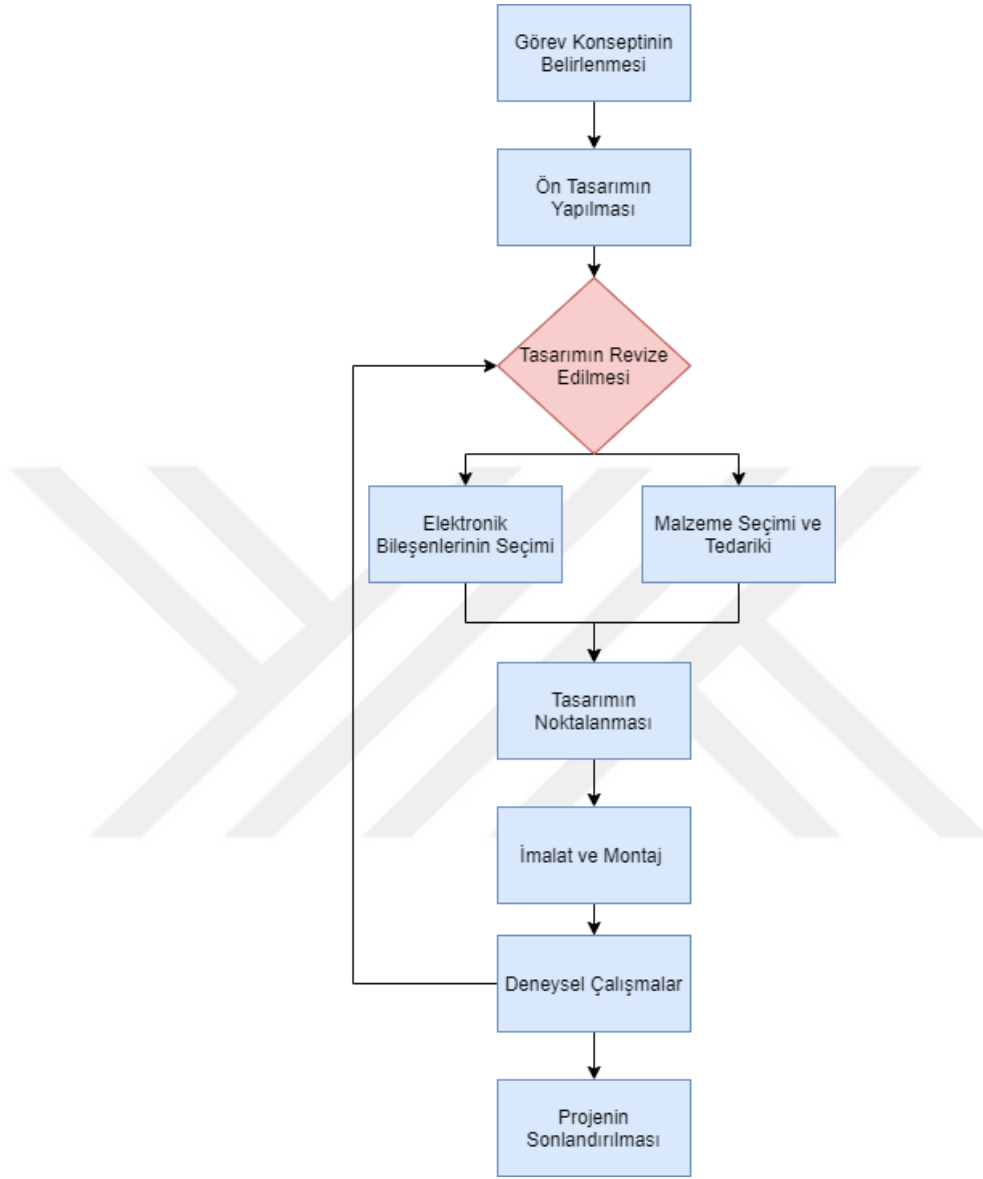 Görev Konseptinin
Belirlenmesi
Ön Tasarımın
Yapılması
Tasarımın Revize
Edilmesi
Elektronik
Bileşenlerinin Seçimi
Malzeme Seçimi ve
Tedariki
Tasarımın
Noktalanması
İmalat ve Montaj
Deneysel Çalışmalar
Projenin
Sonlandırılması